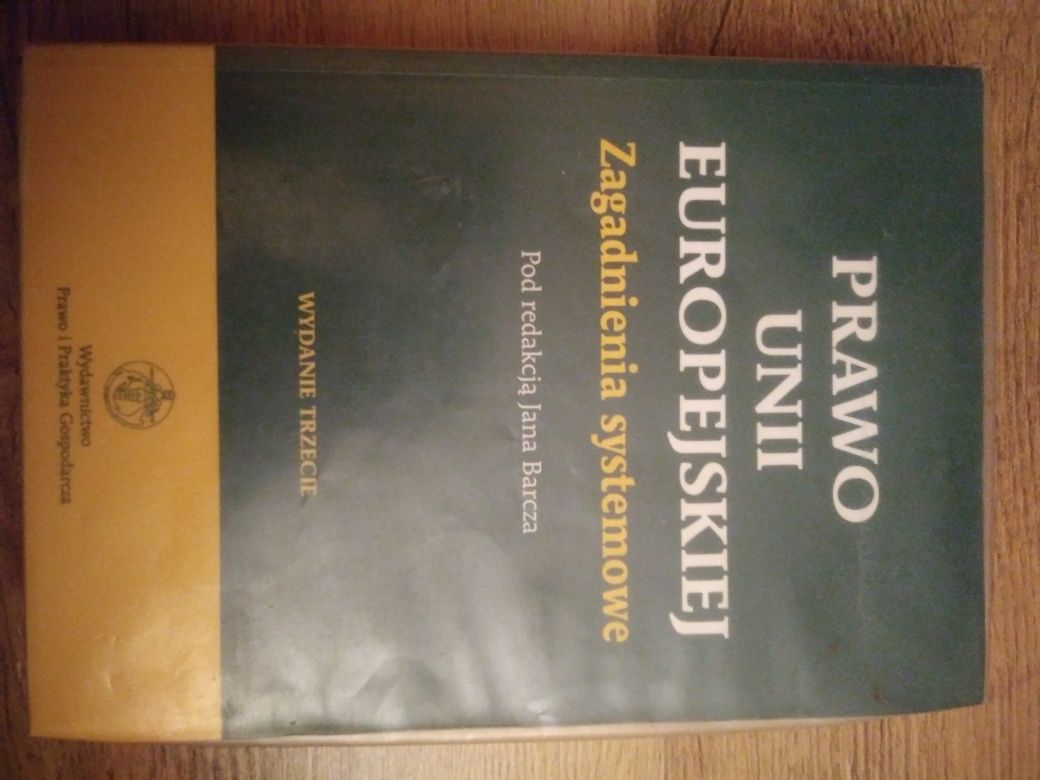 PRAWO
UNII
EUROPEJSKIEJ
Zagadnienia systemowe
Pod redakcją Jana Barcza
WYDANIE TRZECIE
Wydawnictwo
Prawo i Praktyka Gospodarcza